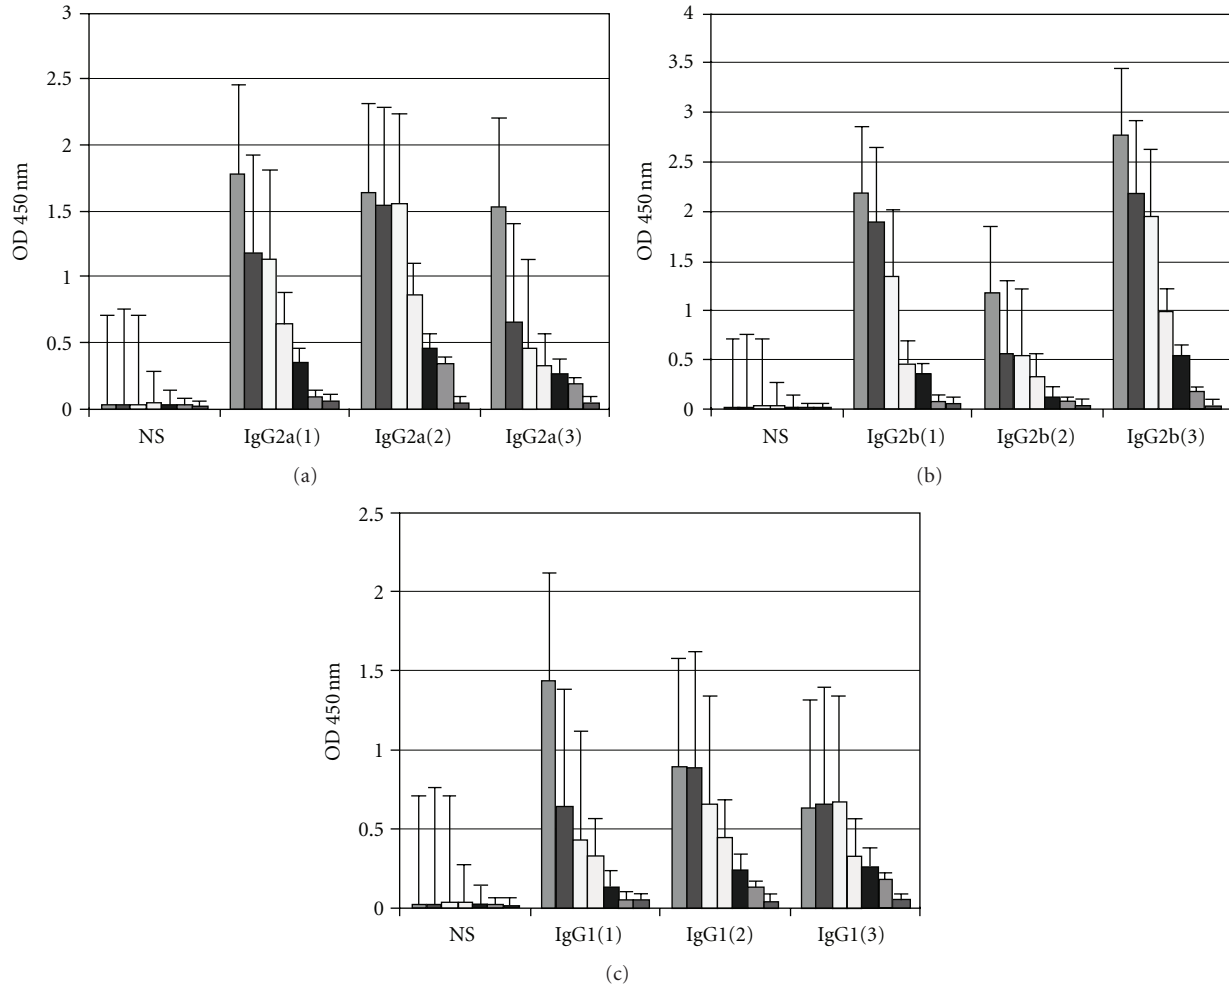 3
2.5
2
1.5
1
0.5
0
OD 450 nm
NS
IgG2a(1)
IgG2a(2)
IgG2a(3)
(a)
4
3.5
3
2.5
2
1.5
1
0.5
0
OD 450 nm
NS
IgG2b(1)
IgG2b(2)
IgG2b(3)
(b)
2.5
2
1.5
1
0.5
0
OD 450 nm
NS
IgG1(1)
IgG1(2)
IgG1(3)
(c)